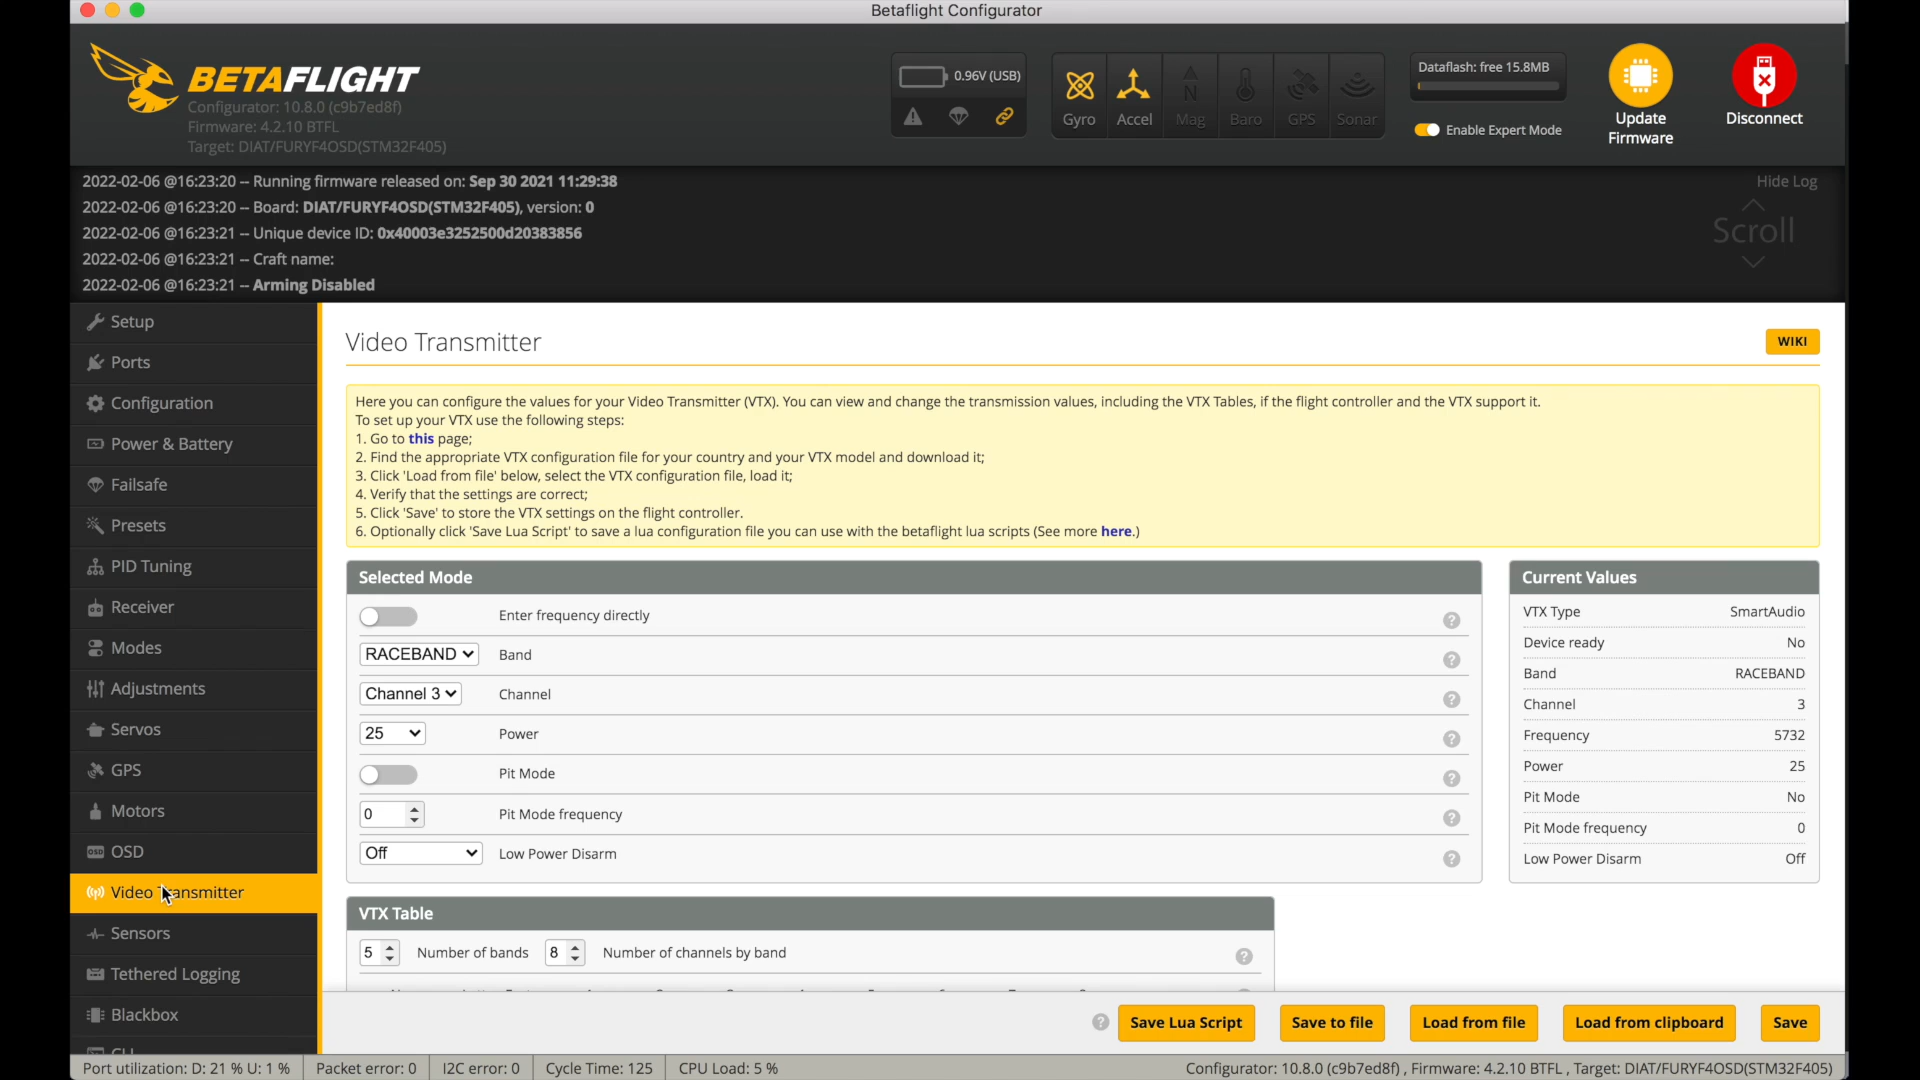 Betaflight Configurator
BETAFLIGHT
Configurator: 10.8.0 (c9b7ed8f)
Firmware: 4.2.10 BTFL
Target: DIAT/FURYF4OSD(STM32F405)
0.96V (USB)
Gyro
Accel
Mag
Baro
GPS
Sonar
Dataflash: free 15.8MB
Enable Expert Mode
Update
Firmware
Disconnect
2022-02-06 @16:23:20 -- Running firmware released on: Sep 30 2021 11:29:38
2022-02-06 @16:23:20 -- Board: DIAT/FURYF4OSD(STM32F405), version: 0
2022-02-06 @16:23:21 -- Unique device ID: 0x40003e3252500d20383856
2022-02-06 @16:23:21 -- Craft name:
2022-02-06 @16:23:21 -- Arming Disabled
Hide Log
Scroll
Setup
Ports
Configuration
Power & Battery
Failsafe
Presets
PID Tuning
Receiver
Modes
Adjustments
Servos
GPS
Motors
OSD
Video Transmitter
Sensors
Tethered Logging
Blackbox
Video Transmitter
WIKI
Here you can configure the values for your Video Transmitter (VTX). You can view and change the transmission values, including the VTX Tables, if the flight controller and the VTX support it.
To set up your VTX use the following steps:
1. Go to this page;
2. Find the appropriate VTX configuration file for your country and your VTX model and download it;
3. Click 'Load from file' below, select the VTX configuration file, load it;
4. Verify that the settings are correct;
5. Click 'Save' to store the VTX settings on the flight controller.
6. Optionally click 'Save Lua Script' to save a lua configuration file you can use with the betaflight lua scripts (See more here.)
Selected Mode
Enter frequency directly
RACEBAND Band
Channel 3 Channel
25 Power
Pit Mode
0 Pit Mode frequency
Off Low Power Disarm
Current Values
VTX Type SmartAudio
Device ready No
Band RACEBAND
Channel 3
Frequency 5732
Power 25
Pit Mode No
Pit Mode frequency 0
Low Power Disarm Off
VTX Table
5 Number of bands 8 Number of channels by band
Save Lua Script
Save to file
Load from file
Load from clipboard
Save
Port utilization: D: 21 % U: 1 %
Packet error: 0
I2C error: 0
Cycle Time: 125
CPU Load: 5 %
Configurator: 10.8.0 (c9b7ed8f) , Firmware: 4.2.10 BTFL , Target: DIAT/FURYF4OSD(STM32F405)